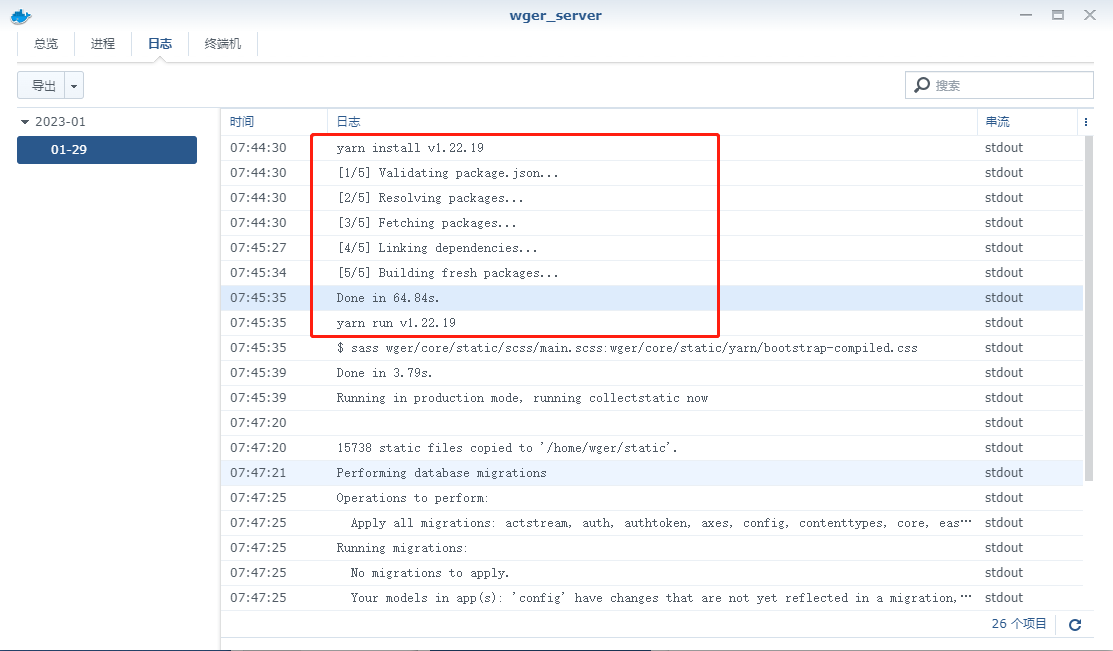 wger_server
总览 进程 日志 终端机
导出 搜索
2023-01
01-29
时间 日志 串流
07:44:30 yarn install v1.22.19 stdout
07:44:30 [1/5] Validating package.json... stdout
07:44:30 [2/5] Resolving packages... stdout
07:44:30 [3/5] Fetching packages... stdout
07:45:27 [4/5] Linking dependencies... stdout
07:45:34 [5/5] Building fresh packages... stdout
07:45:35 Done in 64.84s. stdout
07:45:35 yarn run v1.22.19 stdout
07:45:35 $ sass wger/core/static/scss/main.scss:wger/core/static/yarn/bootstrap-compiled.css stdout
07:45:39 Done in 3.79s. stdout
07:45:39 Running in production mode, running collectstatic now stdout
07:47:20 stdout
07:47:20 15738 static files copied to '/home/wger/static'. stdout
07:47:21 Performing database migrations stdout
07:47:25 Operations to perform: stdout
07:47:25 Apply all migrations: actstream, auth, authtoken, axes, config, contenttypes, core, eas… stdout
07:47:25 Running migrations: stdout
07:47:25 No migrations to apply. stdout
07:47:25 Your models in app(s): 'config' have changes that are not yet reflected in a migration,… stdout
26 个项目